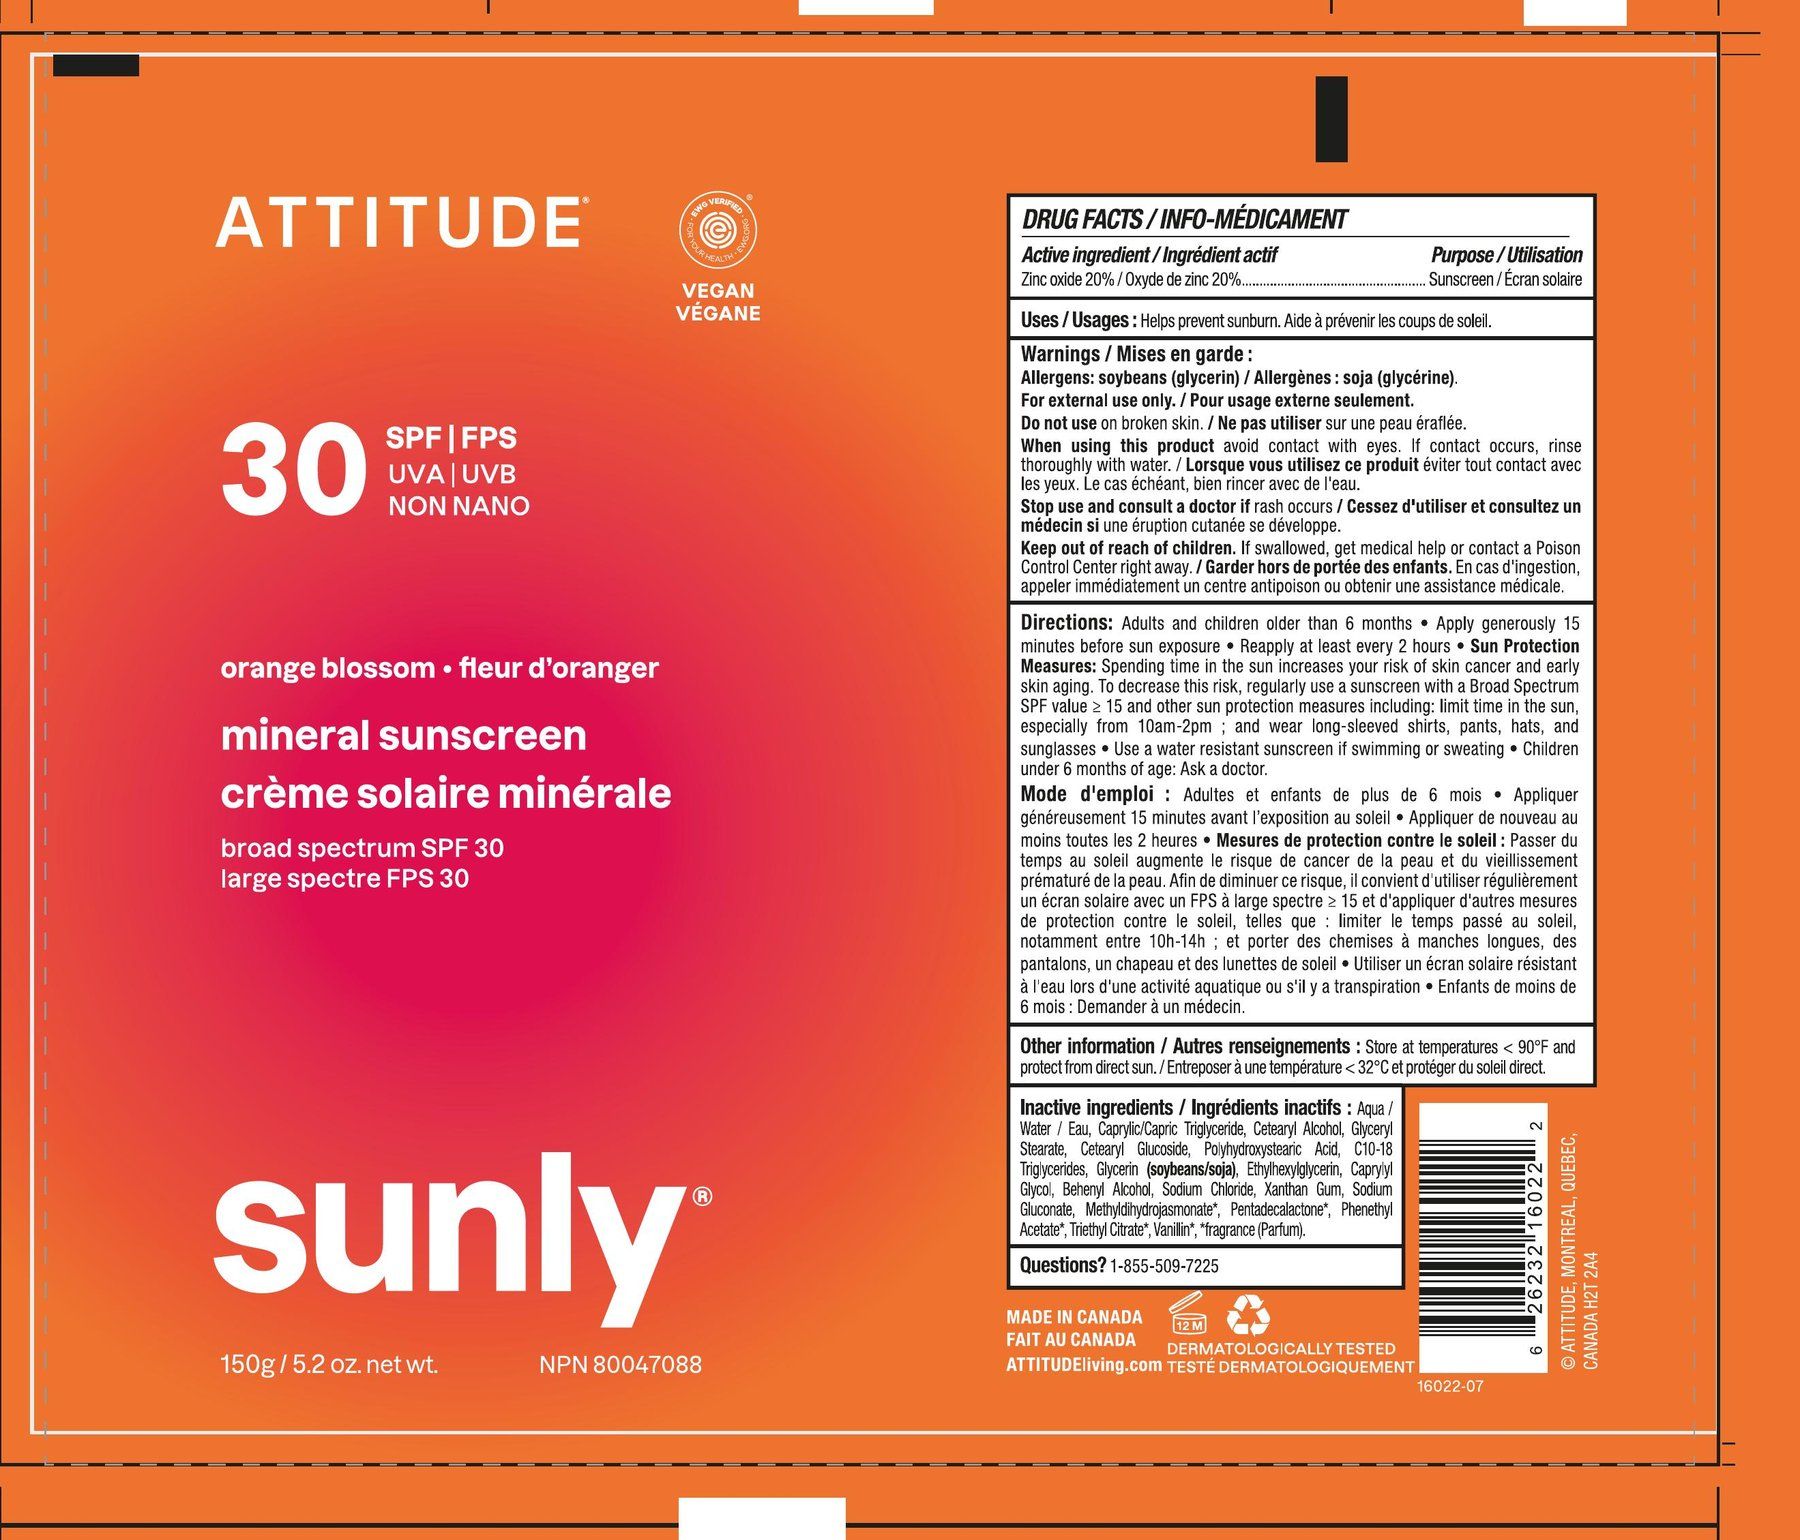 ATTITUDE®
EWG VERIFIED ®
· FOR YOUR HEALTH · EWG.ORG ·
VEGAN
VÉGANE
30
SPF | FPS
UVA | UVB
NON NANO
orange blossom • fleur d’oranger
mineral sunscreen
crème solaire minérale
broad spectrum SPF 30
large spectre FPS 30
sunly®
150g / 5.2 oz. net wt.
NPN 80047088
DRUG FACTS / INFO-MÉDICAMENT
Active ingredient / Ingrédient actif Purpose / Utilisation
Zinc oxide 20% / Oxyde de zinc 20%.................................................... Sunscreen / Écran solaire
Uses / Usages : Helps prevent sunburn. Aide à prévenir les coups de soleil.
Warnings / Mises en garde :
Allergens: soybeans (glycerin) / Allergènes : soja (glycérine).
For external use only. / Pour usage externe seulement.
Do not use on broken skin. / Ne pas utiliser sur une peau éraflée.
When using this product avoid contact with eyes. If contact occurs, rinse
thoroughly with water. / Lorsque vous utilisez ce produit éviter tout contact avec
les yeux. Le cas échéant, bien rincer avec de l'eau.
Stop use and consult a doctor if rash occurs / Cessez d'utiliser et consultez un
médecin si une éruption cutanée se développe.
Keep out of reach of children. If swallowed, get medical help or contact a Poison
Control Center right away. / Garder hors de portée des enfants. En cas d'ingestion,
appeler immédiatement un centre antipoison ou obtenir une assistance médicale.
Directions: Adults and children older than 6 months • Apply generously 15
minutes before sun exposure • Reapply at least every 2 hours • Sun Protection
Measures: Spending time in the sun increases your risk of skin cancer and early
skin aging. To decrease this risk, regularly use a sunscreen with a Broad Spectrum
SPF value ≥ 15 and other sun protection measures including: limit time in the sun,
especially from 10am-2pm ; and wear long-sleeved shirts, pants, hats, and
sunglasses • Use a water resistant sunscreen if swimming or sweating • Children
under 6 months of age: Ask a doctor.
Mode d'emploi : Adultes et enfants de plus de 6 mois • Appliquer
généreusement 15 minutes avant l’exposition au soleil • Appliquer de nouveau au
moins toutes les 2 heures • Mesures de protection contre le soleil : Passer du
temps au soleil augmente le risque de cancer de la peau et du vieillissement
prématuré de la peau. Afin de diminuer ce risque, il convient d'utiliser régulièrement
un écran solaire avec un FPS à large spectre ≥ 15 et d'appliquer d'autres mesures
de protection contre le soleil, telles que : limiter le temps passé au soleil,
notamment entre 10h-14h ; et porter des chemises à manches longues, des
pantalons, un chapeau et des lunettes de soleil • Utiliser un écran solaire résistant
à l'eau lors d'une activité aquatique ou s'il y a transpiration • Enfants de moins de
6 mois : Demander à un médecin.
Other information / Autres renseignements : Store at temperatures < 90°F and
protect from direct sun. / Entreposer à une température < 32°C et protéger du soleil direct.
Inactive ingredients / Ingrédients inactifs : Aqua /
Water / Eau, Caprylic/Capric Triglyceride, Cetearyl Alcohol, Glyceryl
Stearate, Cetearyl Glucoside, Polyhydroxystearic Acid, C10-18
Triglycerides, Glycerin (soybeans/soja), Ethylhexylglycerin, Caprylyl
Glycol, Behenyl Alcohol, Sodium Chloride, Xanthan Gum, Sodium
Gluconate, Methyldihydrojasmonate*, Pentadecalactone*, Phenethyl
Acetate*, Triethyl Citrate*, Vanillin*, *fragrance (Parfum).
Questions? 1-855-509-7225
MADE IN CANADA
FAIT AU CANADA
ATTITUDEliving.com
12 M
DERMATOLOGICALLY TESTED
TESTÉ DERMATOLOGIQUEMENT
6 26232 16022 2
16022-07
© ATTITUDE, MONTREAL, QUEBEC,
CANADA H2T 2A4